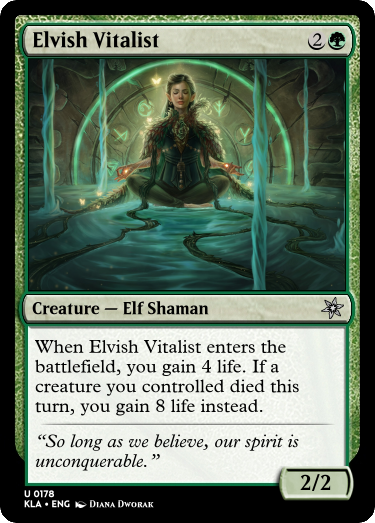 Elvish Vitalist 2
Creature — Elf Shaman
When Elvish Vitalist enters the
battlefield, you gain 4 life. If a
creature you controlled died this
turn, you gain 8 life instead.
“So long as we believe, our spirit is
unconquerable.”
2/2
U 0178
KLA • ENG Diana Dworak